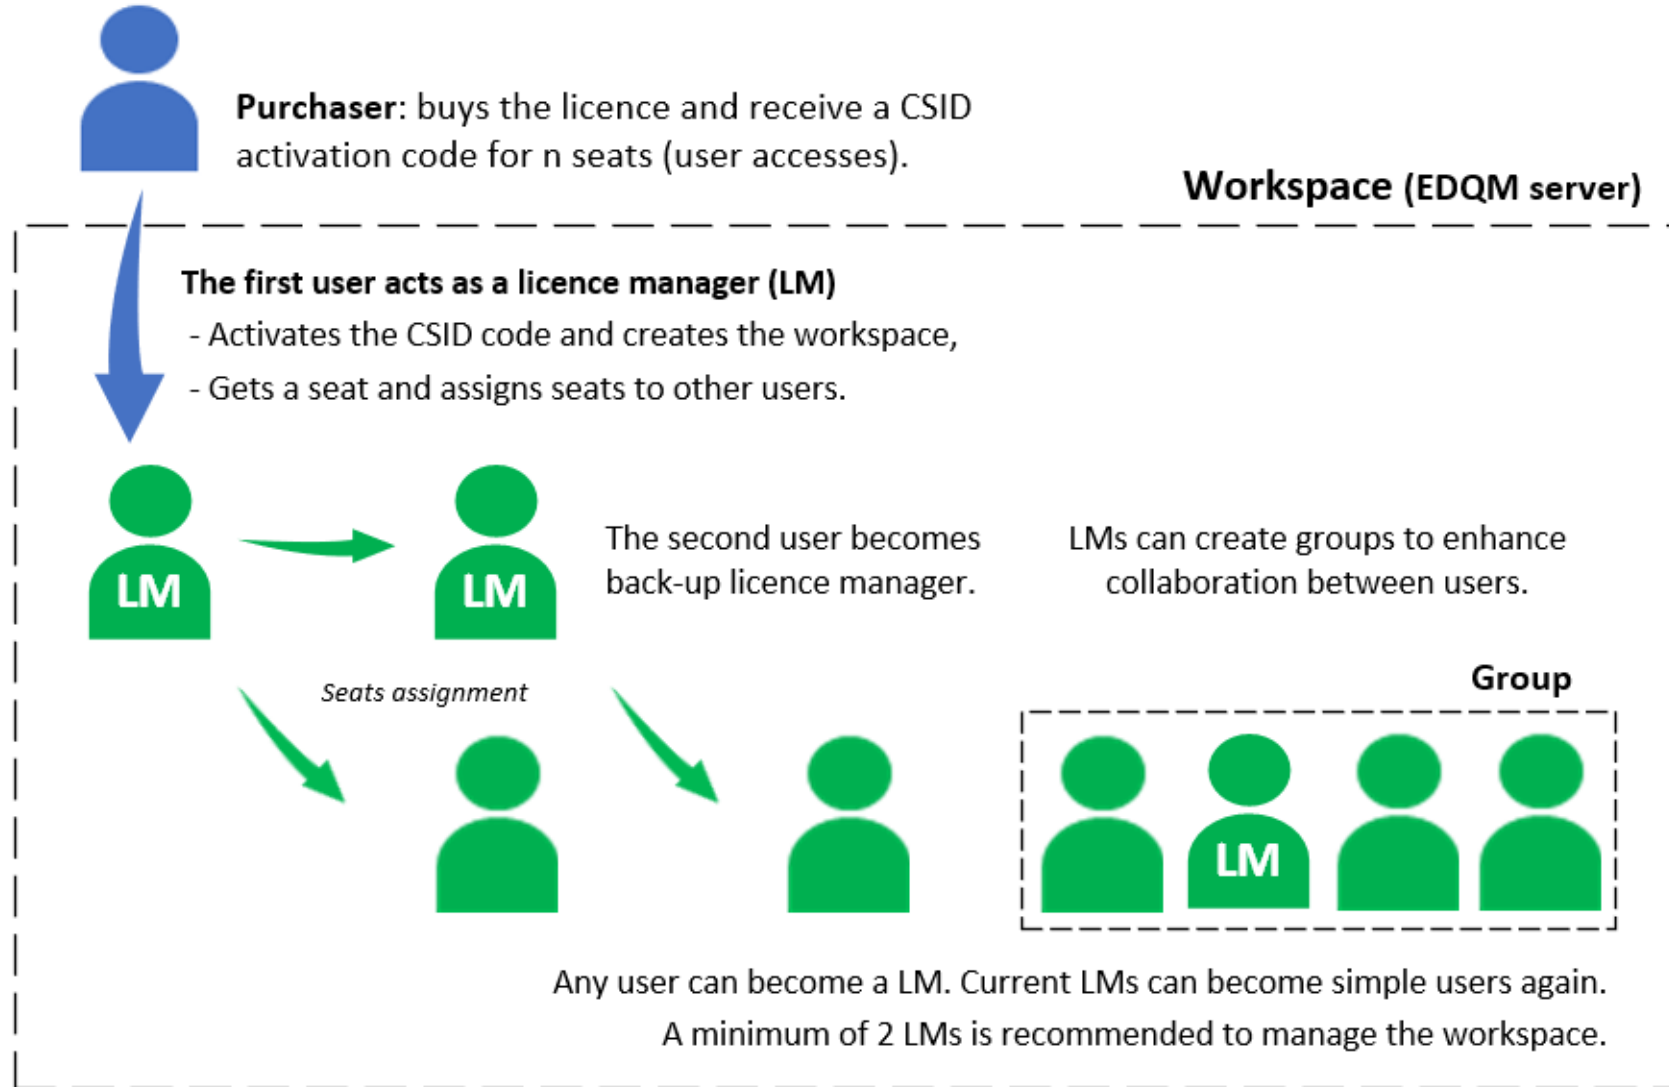 Purchaser: buys the licence and receive a CSID
activation code for n seats (user accesses).
Workspace (EDQM server)
The first user acts as a licence manager (LM)
- Activates the CSID code and creates the workspace,
- Gets a seat and assigns seats to other users.
LM
LM
The second user becomes
back-up licence manager.
LMs can create groups to enhance
collaboration between users.
Seats assignment
Group
LM
Any user can become a LM. Current LMs can become simple users again.
A minimum of 2 LMs is recommended to manage the workspace.